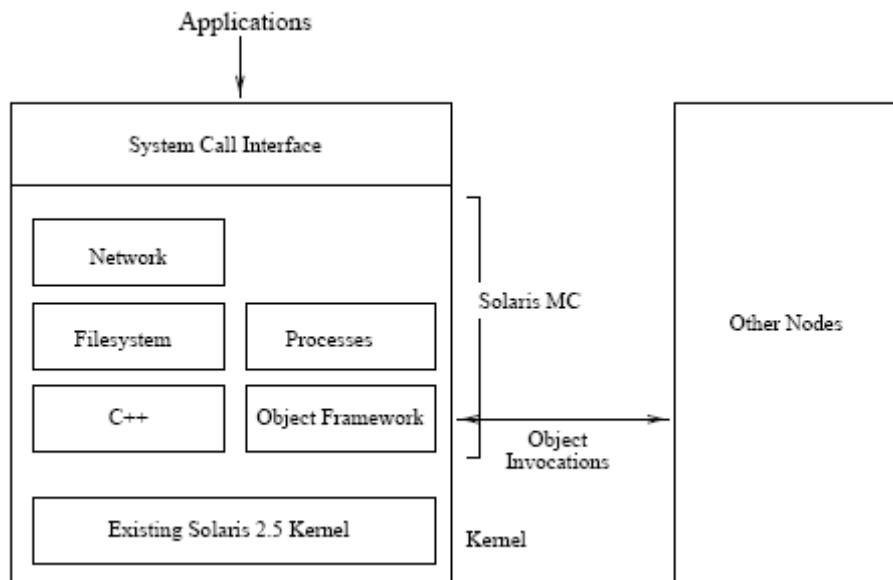 Applications
System Call Interface
Network
Solaris MC
Other Nodes
Filesystem
Processes
C++
Object Framework
Object
Invocations
Existing Solaris 2.5 Kernel
Kernel